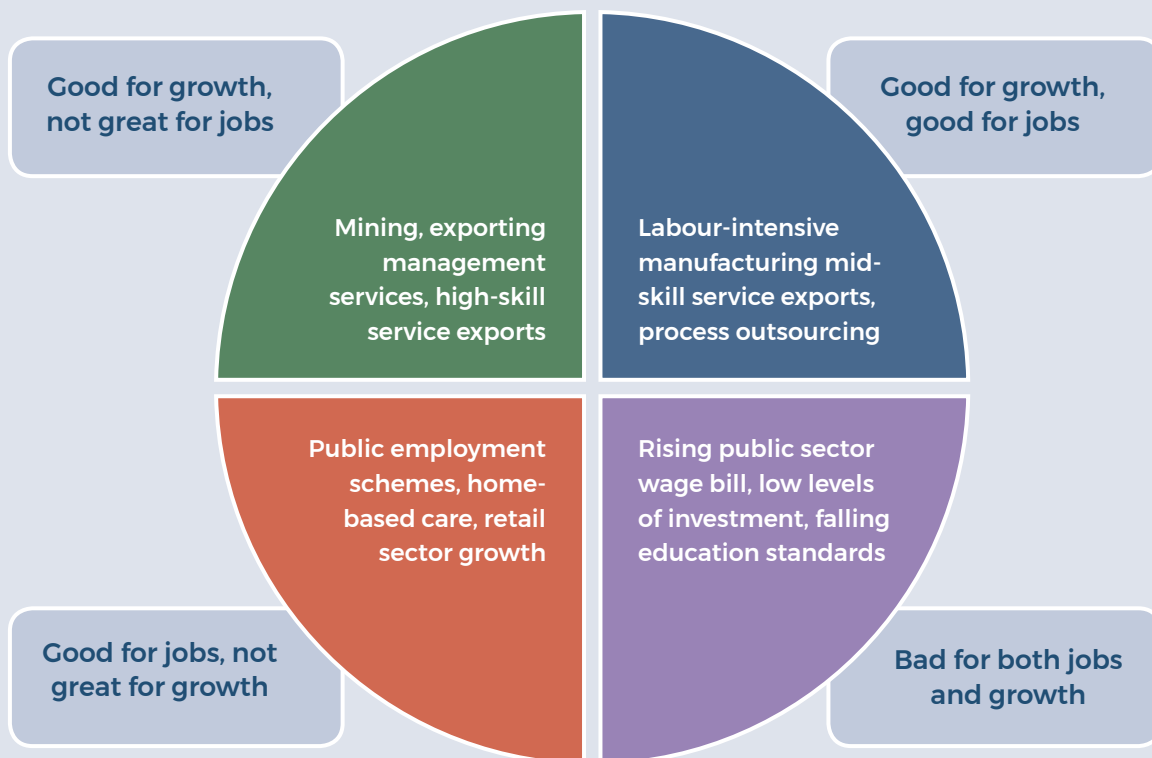 Good for growth,
not great for jobs
Good for growth,
good for jobs
Mining, exporting
management
services, high-skill
service exports
Labour-intensive
manufacturing mid-
skill service exports,
process outsourcing
Public employment
schemes, home-
based care, retail
sector growth
Rising public sector
wage bill, low levels
of investment, falling
education standards
Good for jobs, not
great for growth
Bad for both jobs
and growth